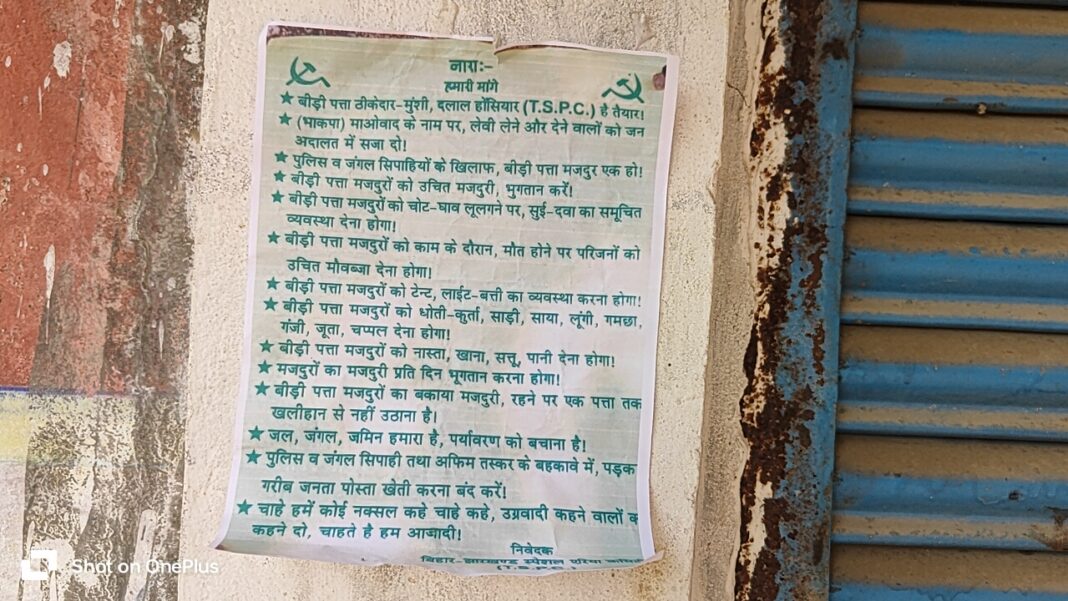 नाराः-
हमारी मांगे
★ बीड़ी पत्ता ठीकेदार-मुंशी, दलाल होंसियार (T.S.P.C.) है तैयार!
★ (भाकपा) माओवाद के नाम पर, लेवी लेने और देने वालों को जन
अदालत में सजा दो!
★ पुलिस व जंगल सिपाहियों के खिलाफ, बीड़ी पत्ता मजदुर एक हो!
★ बीड़ी पत्ता मजदुरों को उचित मजदुरी, भुगतान करें!
★ बीड़ी पत्ता मजदुरों को चोट-घाव लूलगने पर, सुई-दवा का समूचित
व्यवस्था देना होगा!
★ बीड़ी पत्ता मजदुरों को काम के दौरान, मौत होने पर परिजनों को
उचित मौवब्जा देना होगा!
★ बीड़ी पत्ता मजदुरों को टेन्ट, लाईट-बत्ती का व्यवस्था करना होगा!
★ बीड़ी पत्ता मजदुरों को धोती-कुर्ता, साड़ी, साया, लूंगी, गमछा,
गंजी, जूता, चप्पल देना होगा!
★ बीड़ी पत्ता मजदुरों को नास्ता, खाना, सत्तू, पानी देना होगा!
★ मजदुरों का मजदुरी प्रति दिन भूगतान करना होगा!
★ बीड़ी पत्ता मजदुरों का बकाया मजदुरी, रहने पर एक पत्ता तक
खलीहान से नहीं उठाना है।
★ जल, जंगल, जमिन हमारा है, पर्यावरण को बचाना है!
★ पुलिस व जंगल सिपाही तथा अफिम तस्कर के बहकावे में, पड़क
गरीब जनता पोस्ता खेती करना बंद करें!
★ चाहे हमें कोई नक्सल कहे चाहे कहे, उग्रवादी कहने वालों क
कहने दो, चाहते है हम आजादी!
निवेदक
बिहार-झारखण्ड स्पेशल एरिया
(T.S.P.C.)
Shot on OnePlus